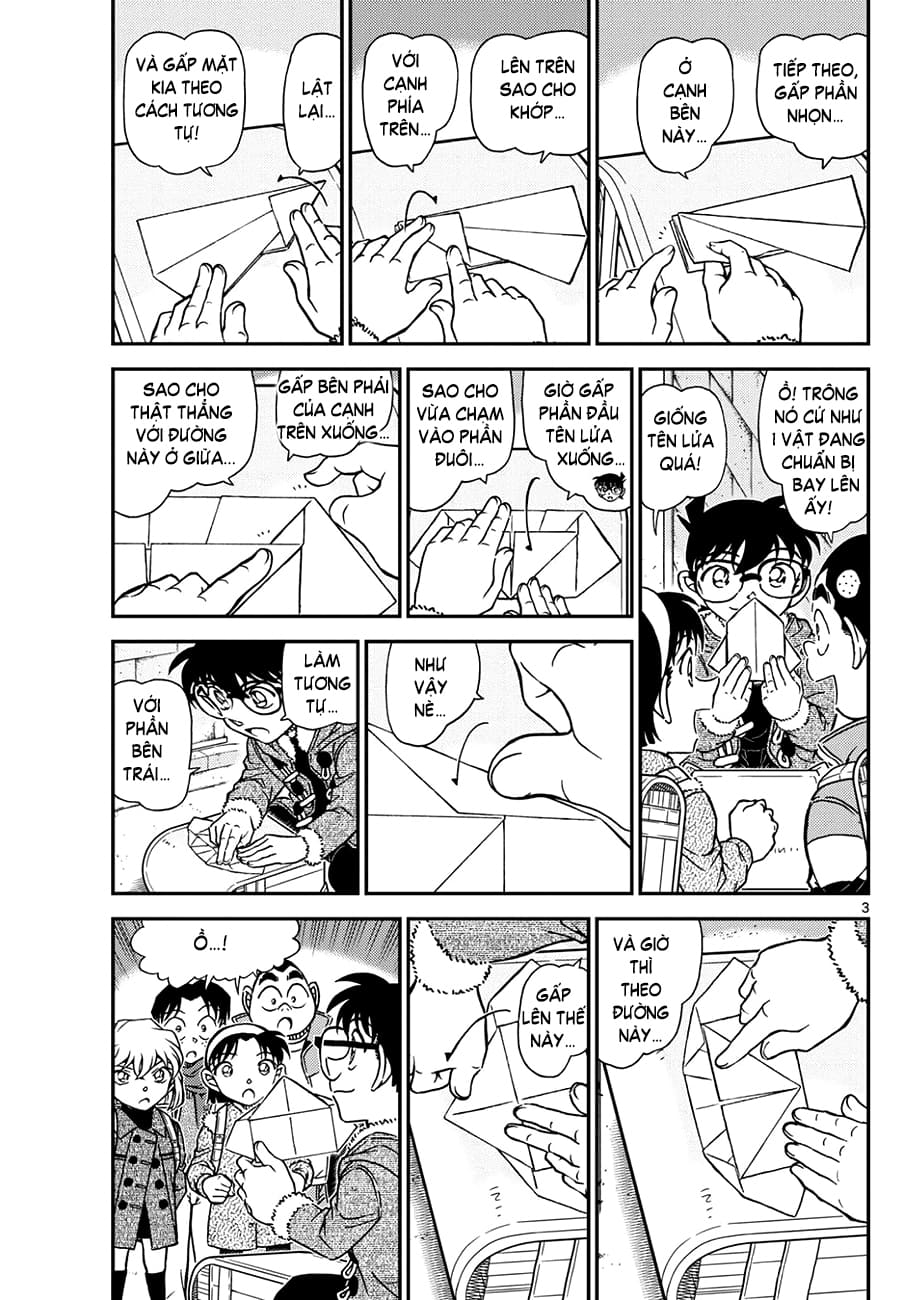 TIẾP THEO,
GẤP PHẦN
NHỌN...
Ở
CẠNH
BÊN
NÀY...
LÊN TRÊN
SAO CHO
KHỚP...
VỚI
CẠNH
PHÍA
TRÊN...
LẬT
LẠI...
VÀ GẤP MẶT
KIA THEO
CÁCH TƯƠNG
TỰ!
Ồ! TRÔNG
NÓ CỨ NHƯ
1 VẬT ĐANG
CHUẨN BỊ
BAY LÊN
ẤY!
GIỐNG
TÊN LỬA
QUÁ!
GIỜ GẤP
PHẦN ĐẦU
TÊN LỬA
XUỐNG...
SAO CHO
VỪA CHẠM
VÀO PHẦN
ĐUÔI...
GẤP BÊN PHẢI
CỦA CẠNH
TRÊN XUỐNG...
SAO CHO
THẬT THẲNG
VỚI ĐƯỜNG
NÀY Ở GIỮA...
NHƯ
VẬY
NÈ...
LÀM
TƯƠNG
TỰ...
VỚI
PHẦN
BÊN
TRÁI...
3
VÀ GIỜ
THÌ
THEO
ĐƯỜNG
NÀY...
GẤP
LÊN THẾ
NÀY...
Ồ...!